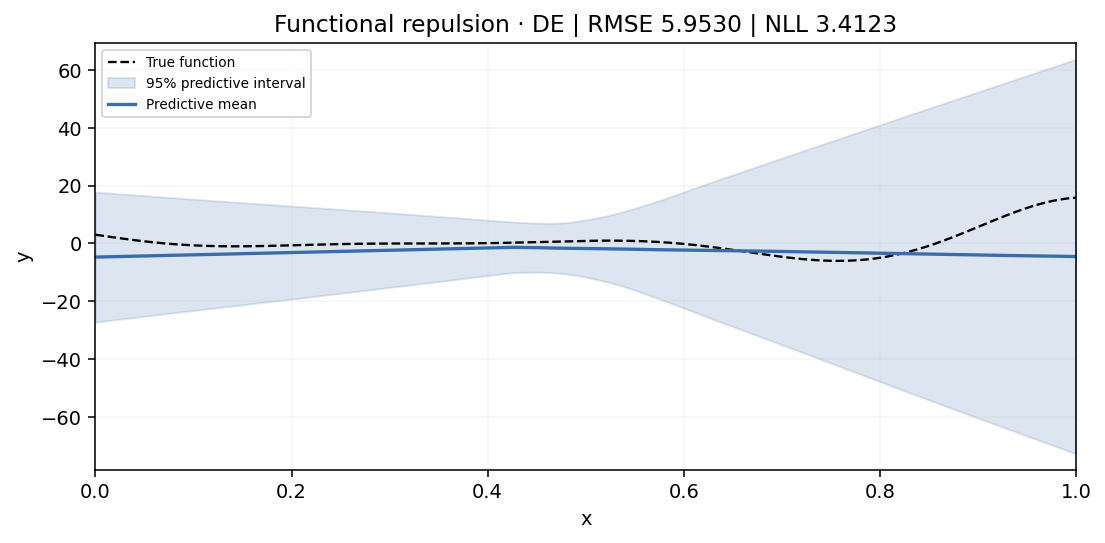 Functional repulsion · DE | RMSE 5.9530 | NLL 3.4123
True function
95% predictive interval
Predictive mean
60
40
20
0
−20
−40
−60
y
0.0 0.2 0.4 0.6 0.8 1.0
x